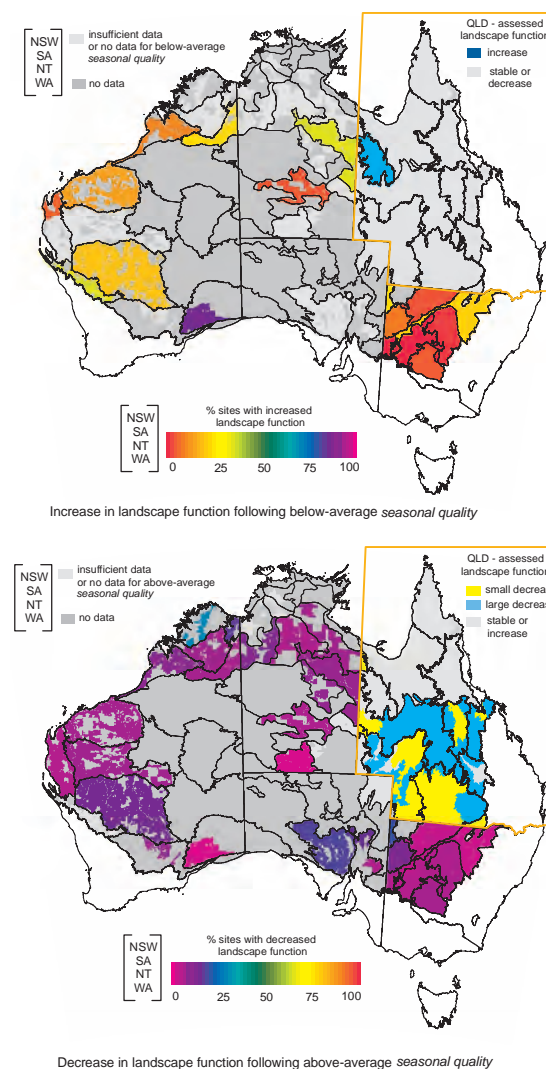 NSW
SA
NT
WA
insufficient data
or no data for below-average
seasonal quality
no data
QLD - assessed
landscape function
increase
stable or
decrease
NSW
SA
NT
WA
% sites with increased
landscape function
0 25 50 75 100
Increase in landscape function following below-average seasonal quality
NSW
SA
NT
WA
insufficient data
or no data for above-average
seasonal quality
no data
QLD - assessed
landscape function
small decrea
large decrea
stable or
increase
NSW
SA
NT
WA
% sites with decreased
landscape function
0 25 50 75 100
Decrease in landscape function following above-average seasonal quality